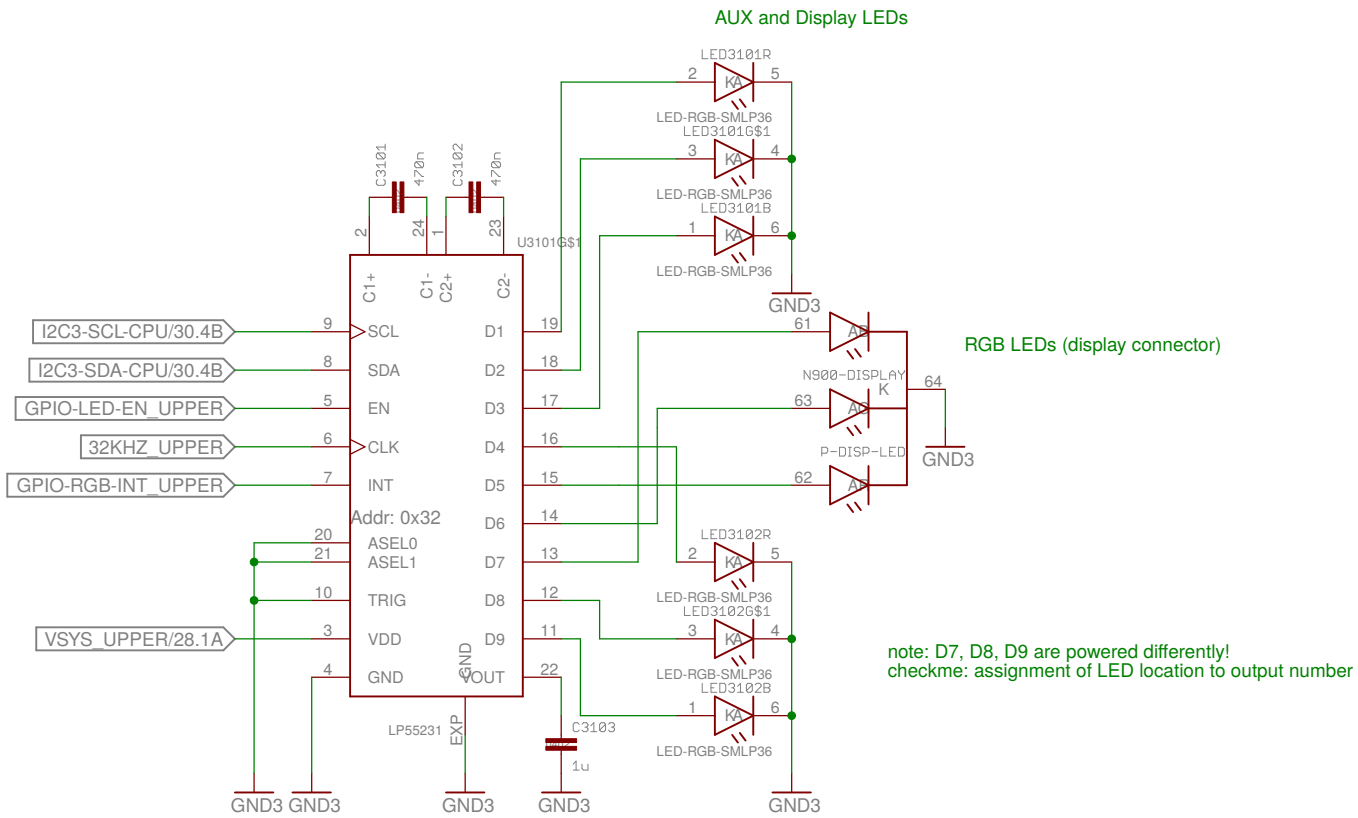 AUX and Display LEDs
LED3101R
2 KA 5
LED-RGB-SMLP36
LED3101G$1
3 KA 4
LED-RGB-SMLP36
LED3101B
1 KA 6
LED-RGB-SMLP36
GND3
C3101
470n
C3102
470n
2
24
1
23
U3101G$1
C1+
C1-
C2+
C2-
I2C3-SCL-CPU/30.4B 9 SCL
I2C3-SDA-CPU/30.4B 8 SDA
GPIO-LED-EN_UPPER 5 EN
32KHZ_UPPER 6 CLK
GPIO-RGB-INT_UPPER 7 INT
Addr: 0x32
20 ASEL0
21 ASEL1
10 TRIG
VSYS_UPPER/28.1A 3 VDD
4 GND
D1 19
D2 18
D3 17
D4 16
D5 15
D6 14
D7 13
D8 12
D9 11
VOUT 22
GND
EXP
LP55231
C3103
1u
61
RGB LEDs (display connector)
N900-DISPLAY
K 64
63
P-DISP-LED
62
GND3
LED3102R
2 KA 5
LED-RGB-SMLP36
LED3102G$1
3 KA 4
LED-RGB-SMLP36
LED3102B
1 KA 6
LED-RGB-SMLP36
note: D7, D8, D9 are powered differently!
checkme: assignment of LED location to output number
GND3 GND3 GND3 GND3 GND3